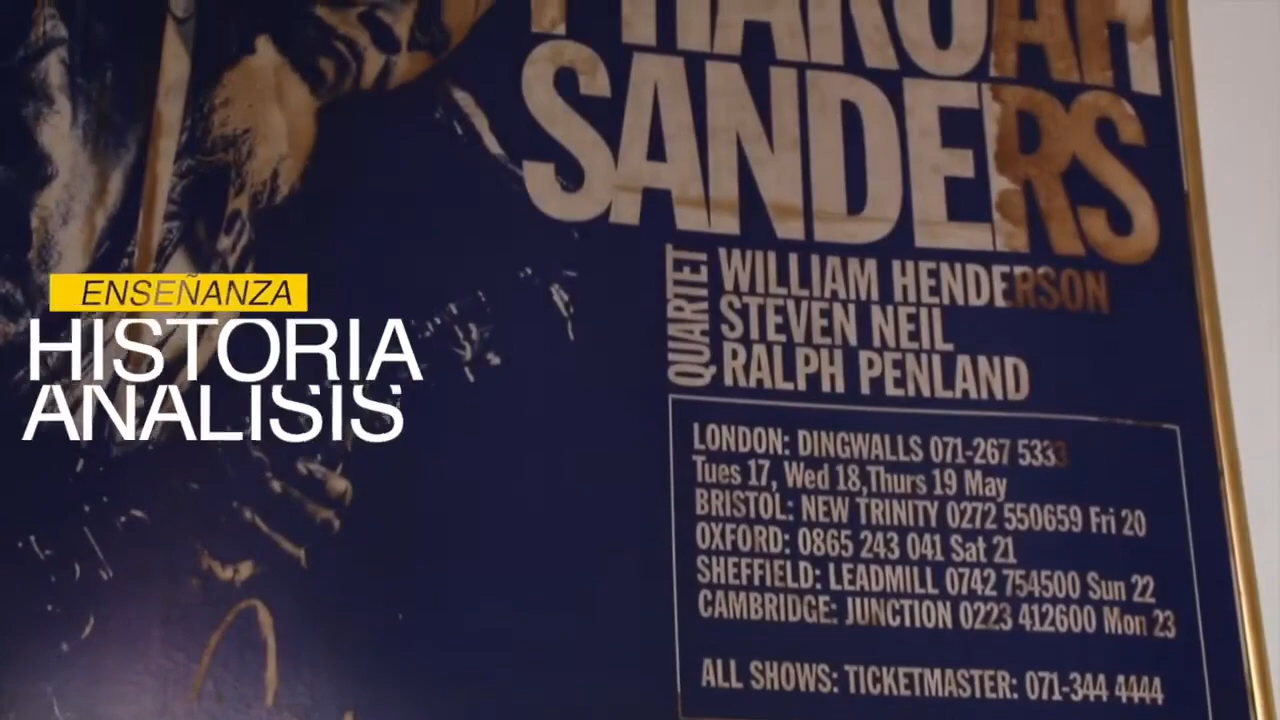 PHAROAH
SANDERS
QUARTET
WILLIAM HENDERSON
STEVEN NEIL
RALPH PENLAND
LONDON: DINGWALLS 071-267 5333
Tues 17, Wed 18,Thurs 19 May
BRISTOL: NEW TRINITY 0272 550659 Fri 20
OXFORD: 0865 243 041 Sat 21
SHEFFIELD: LEADMILL 0742 754500 Sun 22
CAMBRIDGE: JUNCTION 0223 412600 Mon 23
ALL SHOWS: TICKETMASTER: 071-344 4444
ENSEÑANZA
HISTORIA
ANALISIS